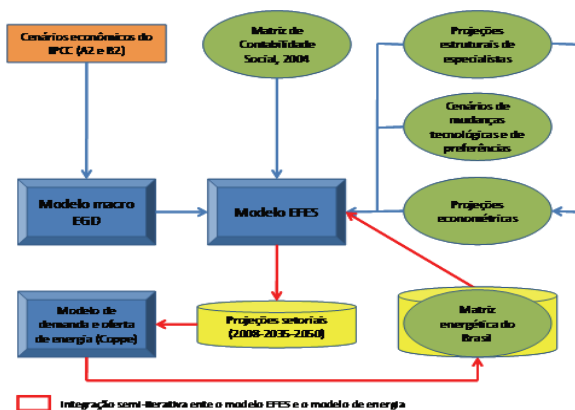 Cenários econômicos do
IPCC (A2 e B2)
Matriz de
Contabilidade
Social, 2004
Projeções
estruturais de
especialistas
Cenários de
mudanças
tecnológicas e de
preferências
Modelo macro
EGD
Modelo EFES
Projeções
econométricas
Modelo de
demanda e oferta
de energia (Coppe)
Projeções setoriais
(2008-2035-2050)
Matriz
energética do
Brasil
Integração semi-iterativa ente o modelo EFES e o modelo de energia